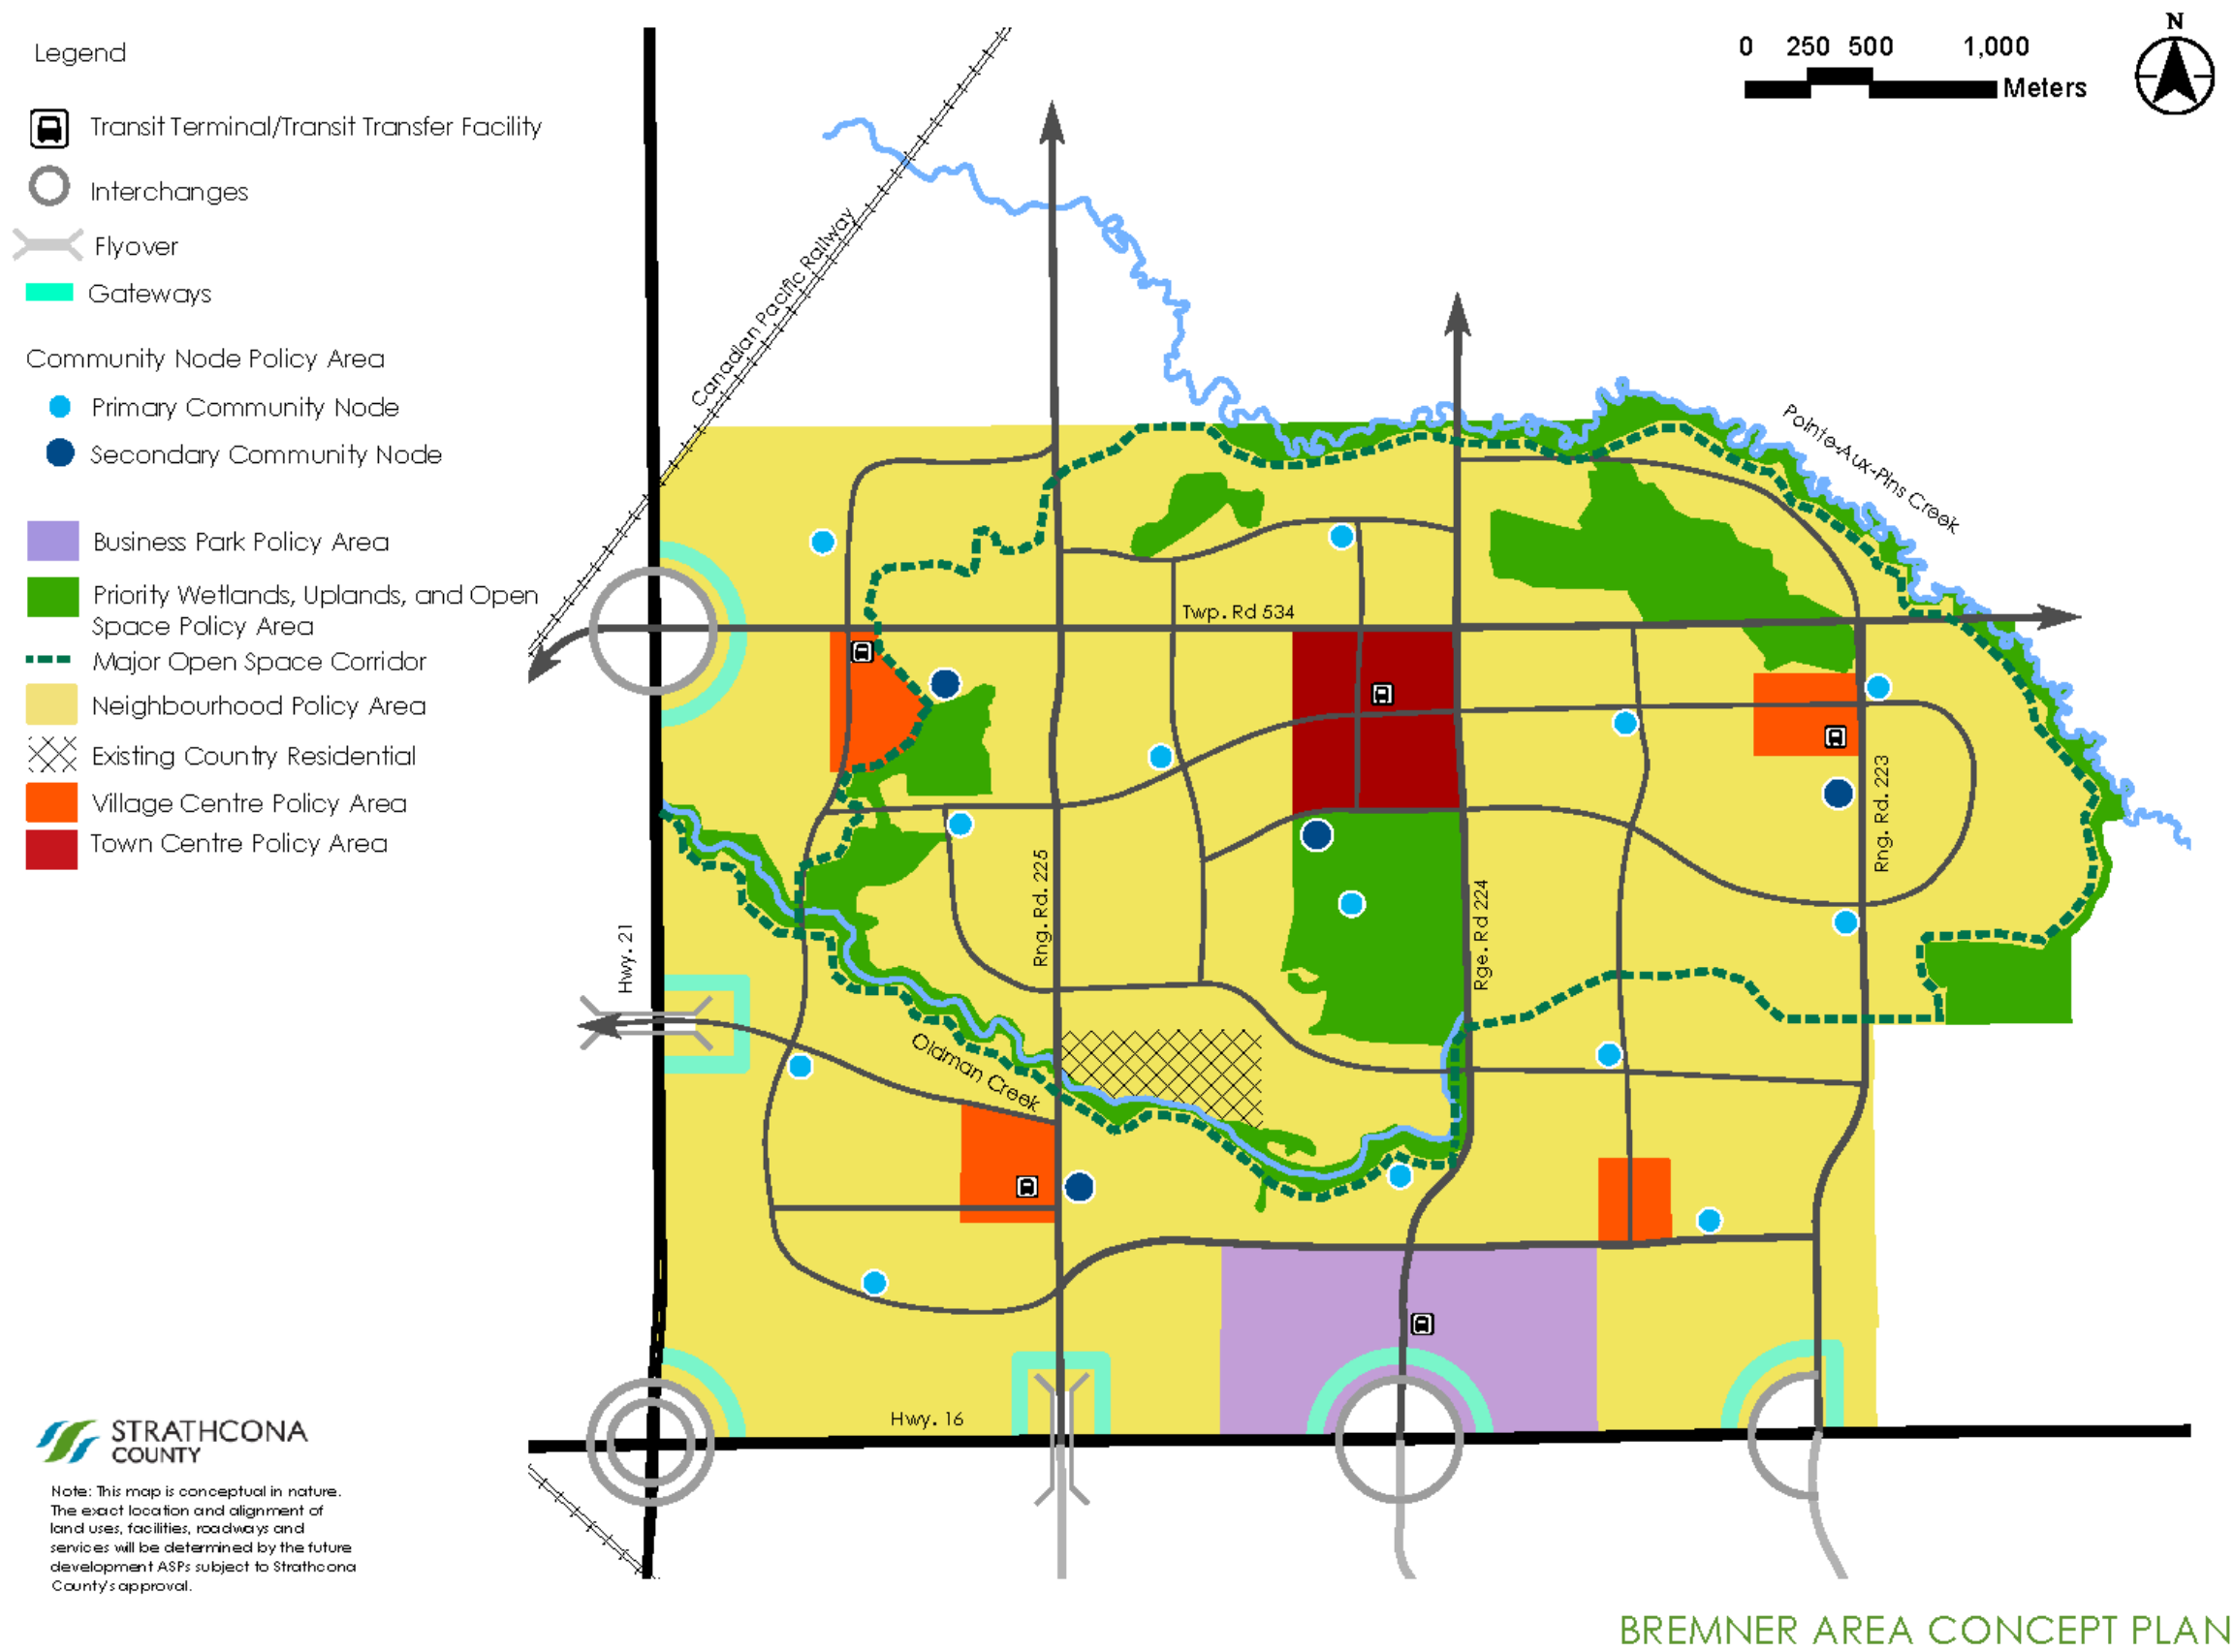 Legend
Transit Terminal/Transit Transfer Facility
Interchanges
Flyover
Gateways
Community Node Policy Area
Primary Community Node
Secondary Community Node
Business Park Policy Area
Priority Wetlands, Uplands, and Open
Space Policy Area
Major Open Space Corridor
Neighbourhood Policy Area
Existing Country Residential
Village Centre Policy Area
Town Centre Policy Area
0 250 500 1,000
Meters
N
Canadian Pacific Railway
Pointe-Aux-Pins Creek
Twp. Rd 534
Rng. Rd. 225
Rge. Rd 224
Rng. Rd. 223
Hwy. 21
Oldman Creek
Hwy. 16
STRATHCONA
COUNTY
Note: This map is conceptual in nature.
The exact location and alignment of
land uses, facilities, roadways and
services will be determined by the future
development ASPs subject to Strathcona
County's approval.
BREMNER AREA CONCEPT PLAN